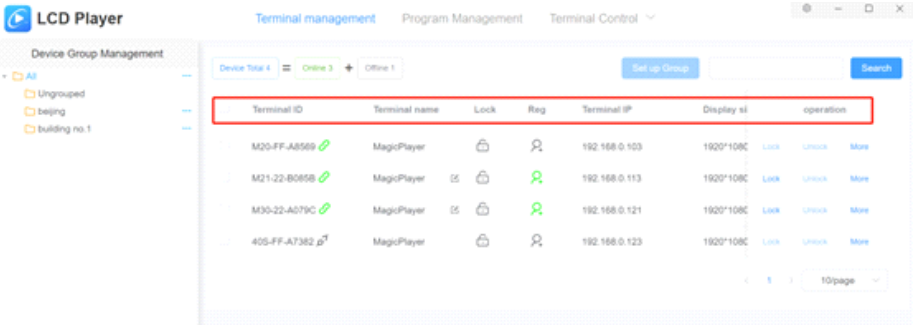 LCD Player
Terminal management Program Management Terminal Control
Device Group Management
All
Ungrouped
beijing
building no.1
Device Total 4 = Online 3 + Offline 1 Set up Group Search
Terminal ID Terminal name Lock Reg Terminal IP Display si operation
M20-FF-A8569 MagicPlayer 192.168.0.103 1920*1080 Lock Unlock More
M21-22-B085B MagicPlayer 192.168.0.113 1920*1080 Lock Unlock More
M30-22-A079C MagicPlayer 192.168.0.121 1920*1080 Lock Unlock More
40S-FF-A7382 MagicPlayer 192.168.0.123 1920*1080 Lock Unlock More
< 1 > 10/page